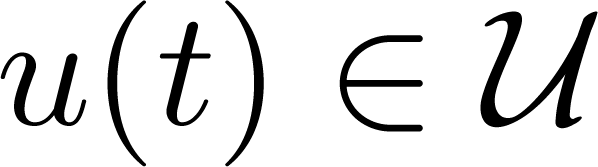 u(t) ∈ 𝒰